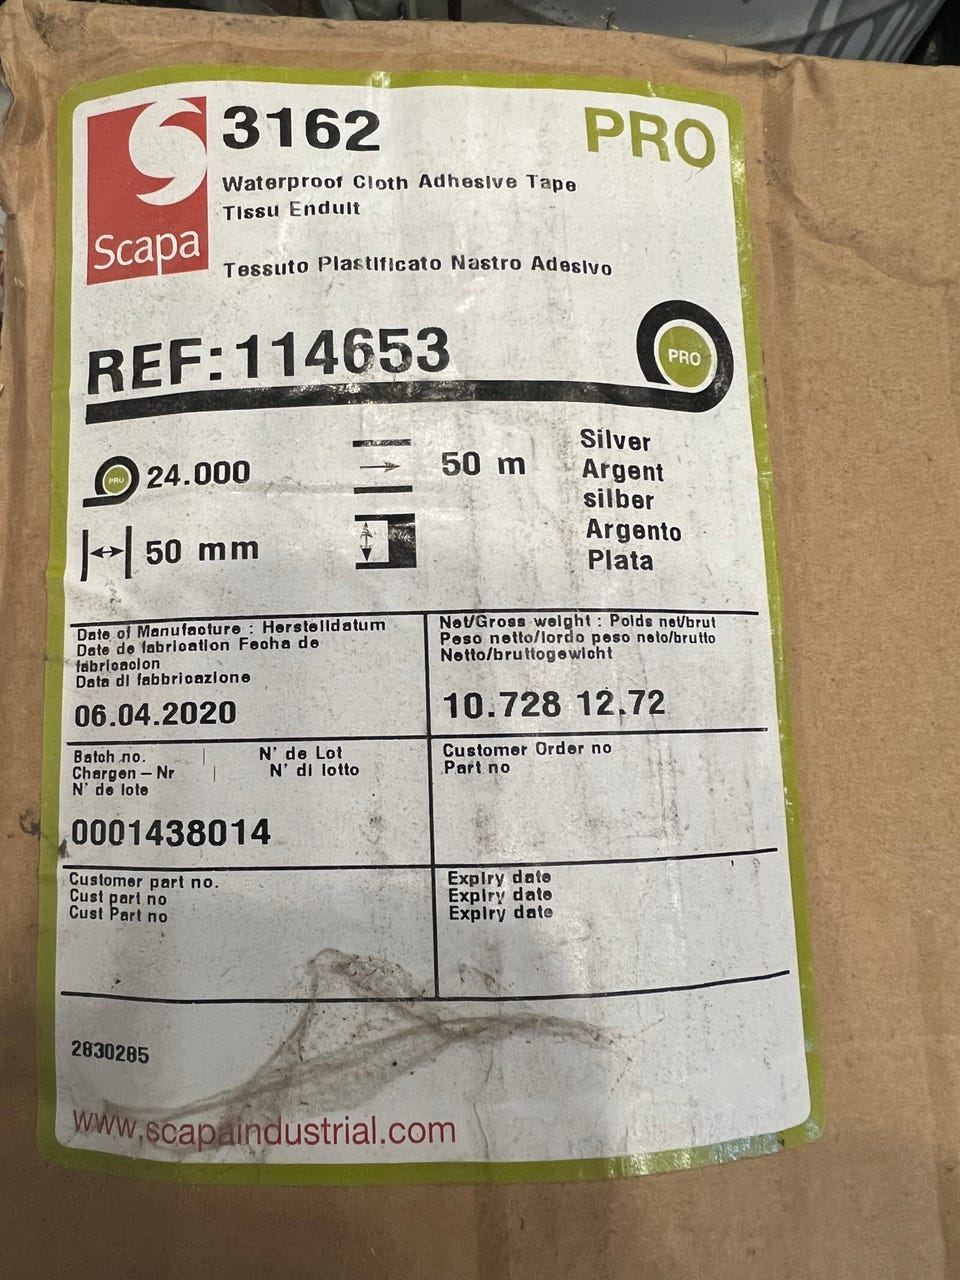 3162
PRO
Waterproof Cloth Adhesive Tape
Tissu Enduit
Scapa
Tessuto Plastificato Nastro Adesivo
REF:114653
PRO
PRO
24.000
50 m
50 mm
Silver
Argent
silber
Argento
Plata
Date of Manufacture : Herstelldatum
Date de fabrication Fecha de
fabricacion
Data di fabbricazione
06.04.2020
Net/Gross weight : Poids net/brut
Peso netto/lordo peso neto/brutto
Netto/bruttogewicht
10.728 12.72
Batch no. | N' de Lot
Chargen – Nr | N' di lotto
N' de lote
0001438014
Customer Order no
Part no
Customer part no.
Cust part no
Cust Part no
Expiry date
Expiry date
Expiry date
2830285
www.scapaindustrial.com